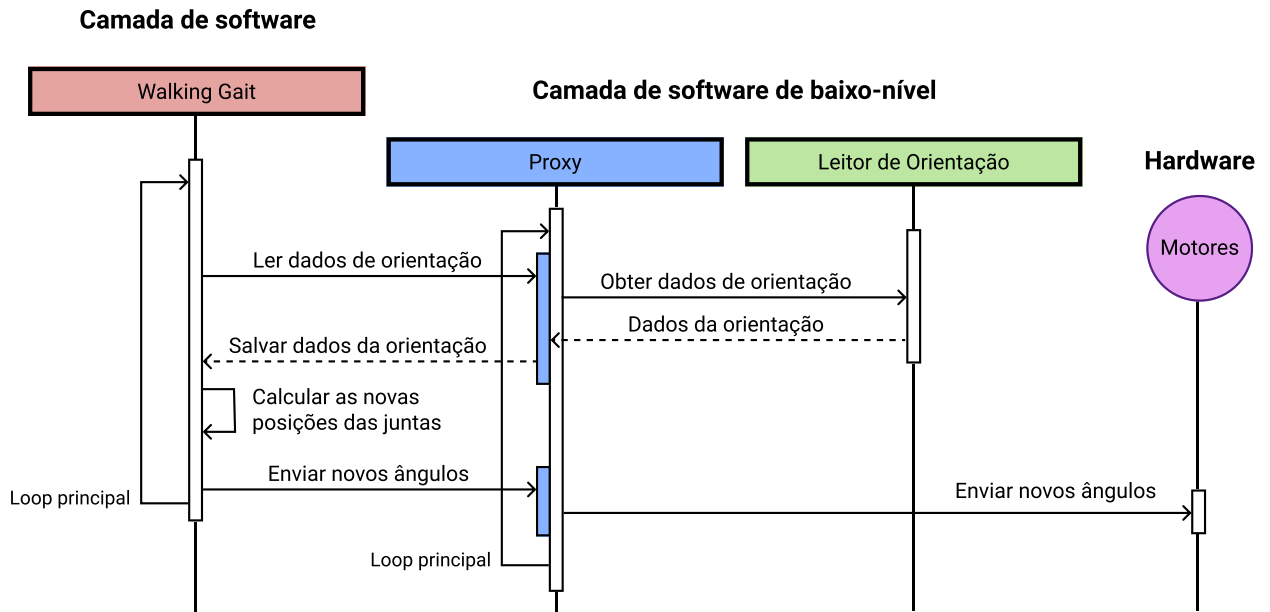 Camada de software
Walking Gait
Camada de software de baixo-nível
Proxy
Leitor de Orientação
Hardware
Motores
Ler dados de orientação
Obter dados de orientação
Dados da orientação
Salvar dados da orientação
Calcular as novas
posições das juntas
Enviar novos ângulos
Enviar novos ângulos
Loop principal
Loop principal